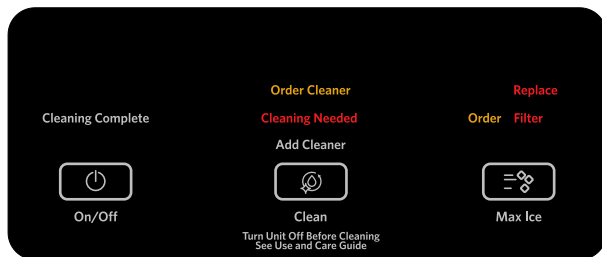 Order Cleaner
Replace
Cleaning Complete
Cleaning Needed
Order Filter
Add Cleaner
On/Off
Clean
Max Ice
Turn Unit Off Before Cleaning
See Use and Care Guide